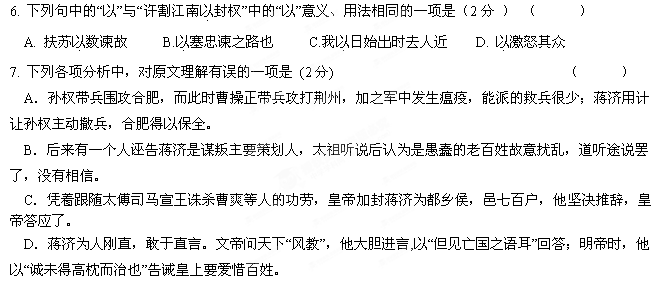 6. 下列句中的“以”与“许割江南以封权”中的“以”意义、用法相同的一项是（2 分 ） （ ）
A. 扶苏以数谏故 B.以塞忠谏之路也 C.我以日始出时去人近 D. 以激怒其众
7. 下列各项分析中，对原文理解有误的一项是 (2 分) （ ）
A．孙权带兵围攻合肥，而此时曹操正带兵攻打荆州，加之军中发生瘟疫，能派的救兵很少；蒋济用计
让孙权主动撤兵，合肥得以保全。
B．后来有一个人诬告蒋济是谋叛主要策划人，太祖听说后认为是愚蠢的老百姓故意扰乱，道听途说罢
了，没有相信。
C．凭着跟随太傅司马宣王诛杀曹爽等人的功劳，皇帝加封蒋济为都乡侯，邑七百户，他坚决推辞，皇
帝答应了。
D．蒋济为人刚直，敢于直言。文帝问天下“风教”，他大胆进言,以“但见亡国之语耳”回答；明帝时，他
以“诚未得高枕而治也”告诫皇上要爱惜百姓。